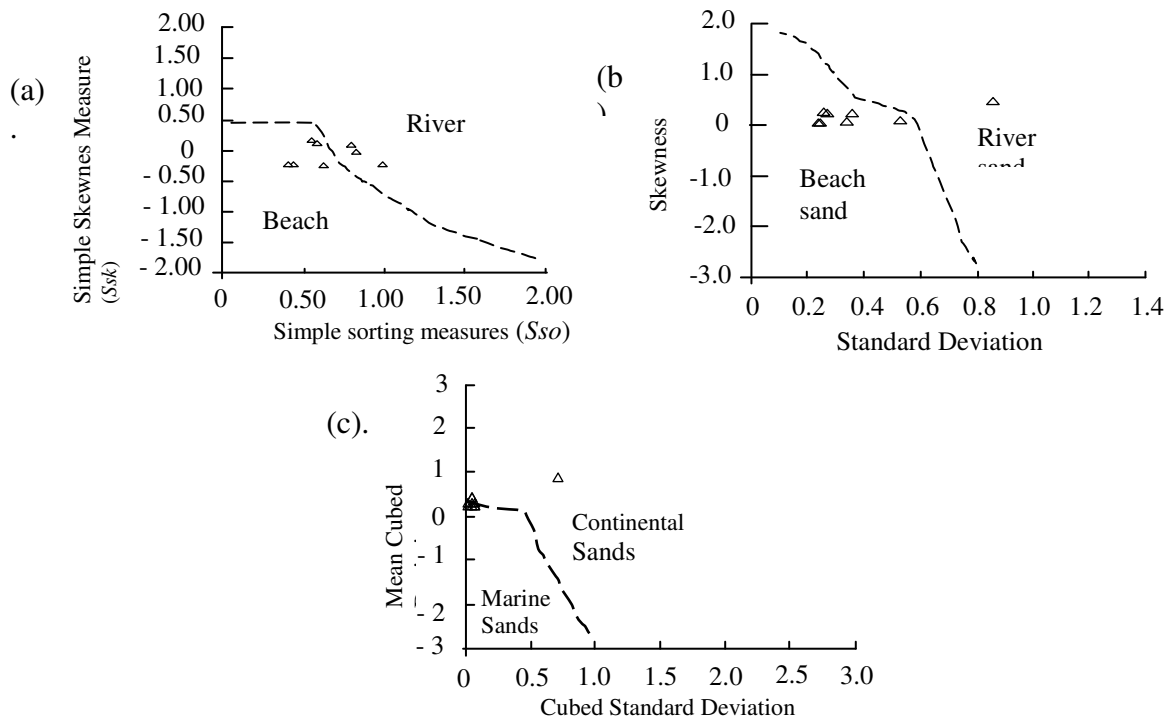 (a)
.
Simple Skewnes Measure
(Ssk)
2.00
1.50
1.00
0.50
0
- 0.50
- 1.00
- 1.50
- 2.00
River
Beach
0 0.50 1.00 1.50 2.00
Simple sorting measures (Sso)
(b
)
Skewness
2.0
1.0
0
-1.0
-2.0
-3.0
River
sand
Beach
sand
0 0.2 0.4 0.6 0.8 1.0 1.2 1.4
Standard Deviation
(c).
Mean Cubed
3
2
1
0
- 1
- 2
- 3
Continental
Sands
Marine
Sands
0 0.5 1.0 1.5 2.0 2.5 3.0
Cubed Standard Deviation